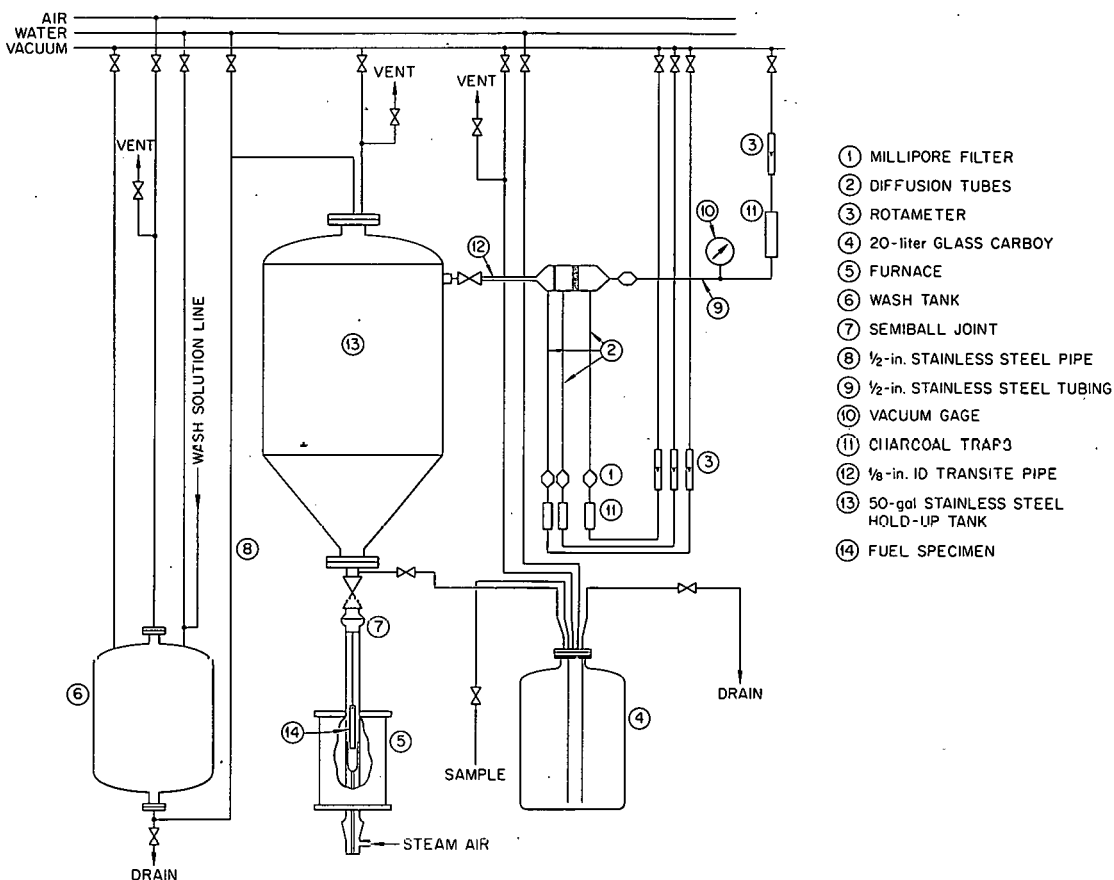 AIR
WATER
VACUUM
VENT
VENT
VENT
WASH SOLUTION LINE
⑩
③
⑪
⑫
⑨
⑬
②
①
③
⑪
⑧
⑦
⑥
⑭
⑤
④
SAMPLE
DRAIN
STEAM AIR
DRAIN
① MILLIPORE FILTER
② DIFFUSION TUBES
③ ROTAMETER
④ 20-liter GLASS CARBOY
⑤ FURNACE
⑥ WASH TANK
⑦ SEMIBALL JOINT
⑧ ½-in. STAINLESS STEEL PIPE
⑨ ½-in. STAINLESS STEEL TUBING
⑩ VACUUM GAGE
⑪ CHARCOAL TRAPS
⑫ ⅛-in. ID TRANSITE PIPE
⑬ 50-gal STAINLESS STEEL
HOLD-UP TANK
⑭ FUEL SPECIMEN